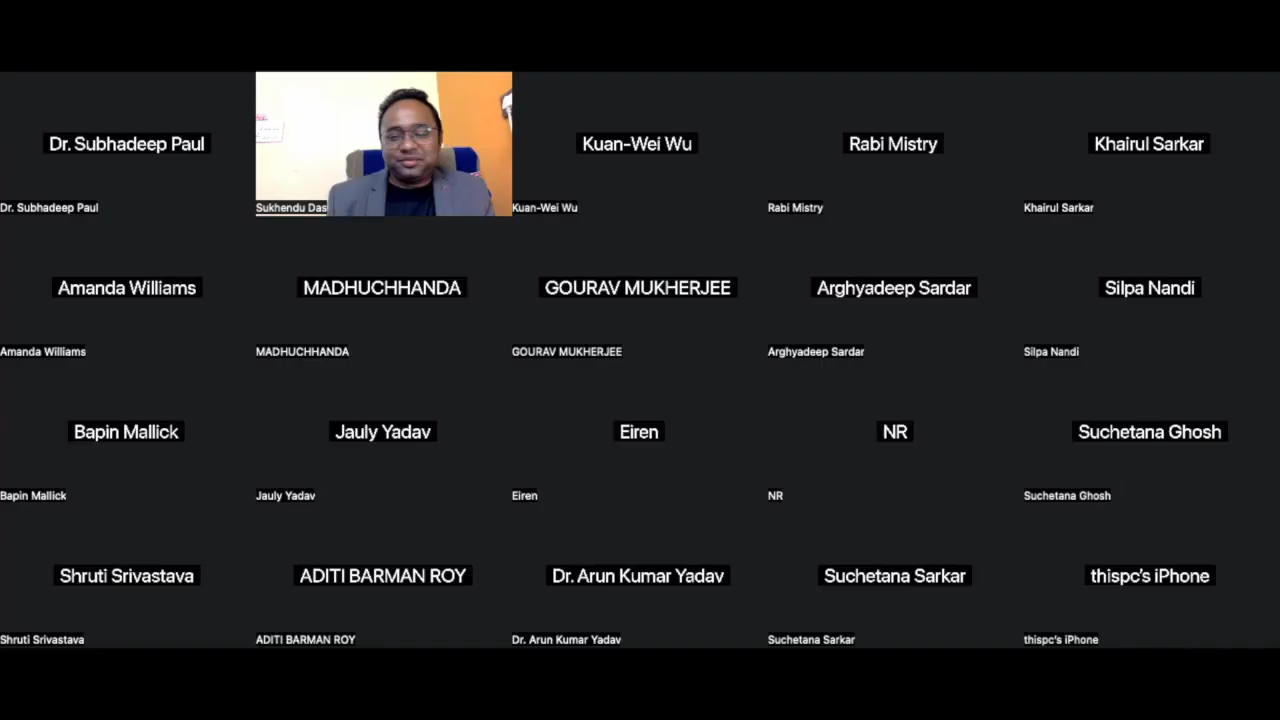 Dr. Subhadeep Paul
Kuan-Wei Wu
Rabi Mistry
Khairul Sarkar
Dr. Subhadeep Paul
Sukhendu Das
Kuan-Wei Wu
Rabi Mistry
Khairul Sarkar
Amanda Williams
MADHUCHHANDA
GOURAV MUKHERJEE
Arghyadeep Sardar
Silpa Nandi
Amanda Williams
MADHUCHHANDA
GOURAV MUKHERJEE
Arghyadeep Sardar
Silpa Nandi
Bapin Mallick
Jauly Yadav
Eiren
NR
Suchetana Ghosh
Bapin Mallick
Jauly Yadav
Eiren
NR
Suchetana Ghosh
Shruti Srivastava
ADITI BARMAN ROY
Dr. Arun Kumar Yadav
Suchetana Sarkar
thispc's iPhone
Shruti Srivastava
ADITI BARMAN ROY
Dr. Arun Kumar Yadav
Suchetana Sarkar
thispc's iPhone